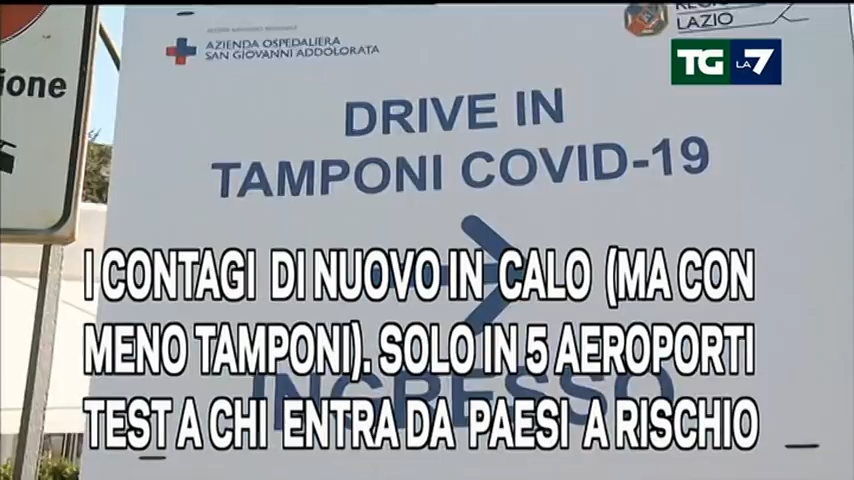 AZIENDA OSPEDALIERA
SAN GIOVANNI ADDOLORATA
LAZIO
TG LA7
DRIVE IN
TAMPONI COVID-19
I CONTAGI DI NUOVO IN CALO (MA CON
MENO TAMPONI). SOLO IN 5 AEROPORTI
TEST A CHI ENTRA DA PAESI A RISCHIO
INGRESSO